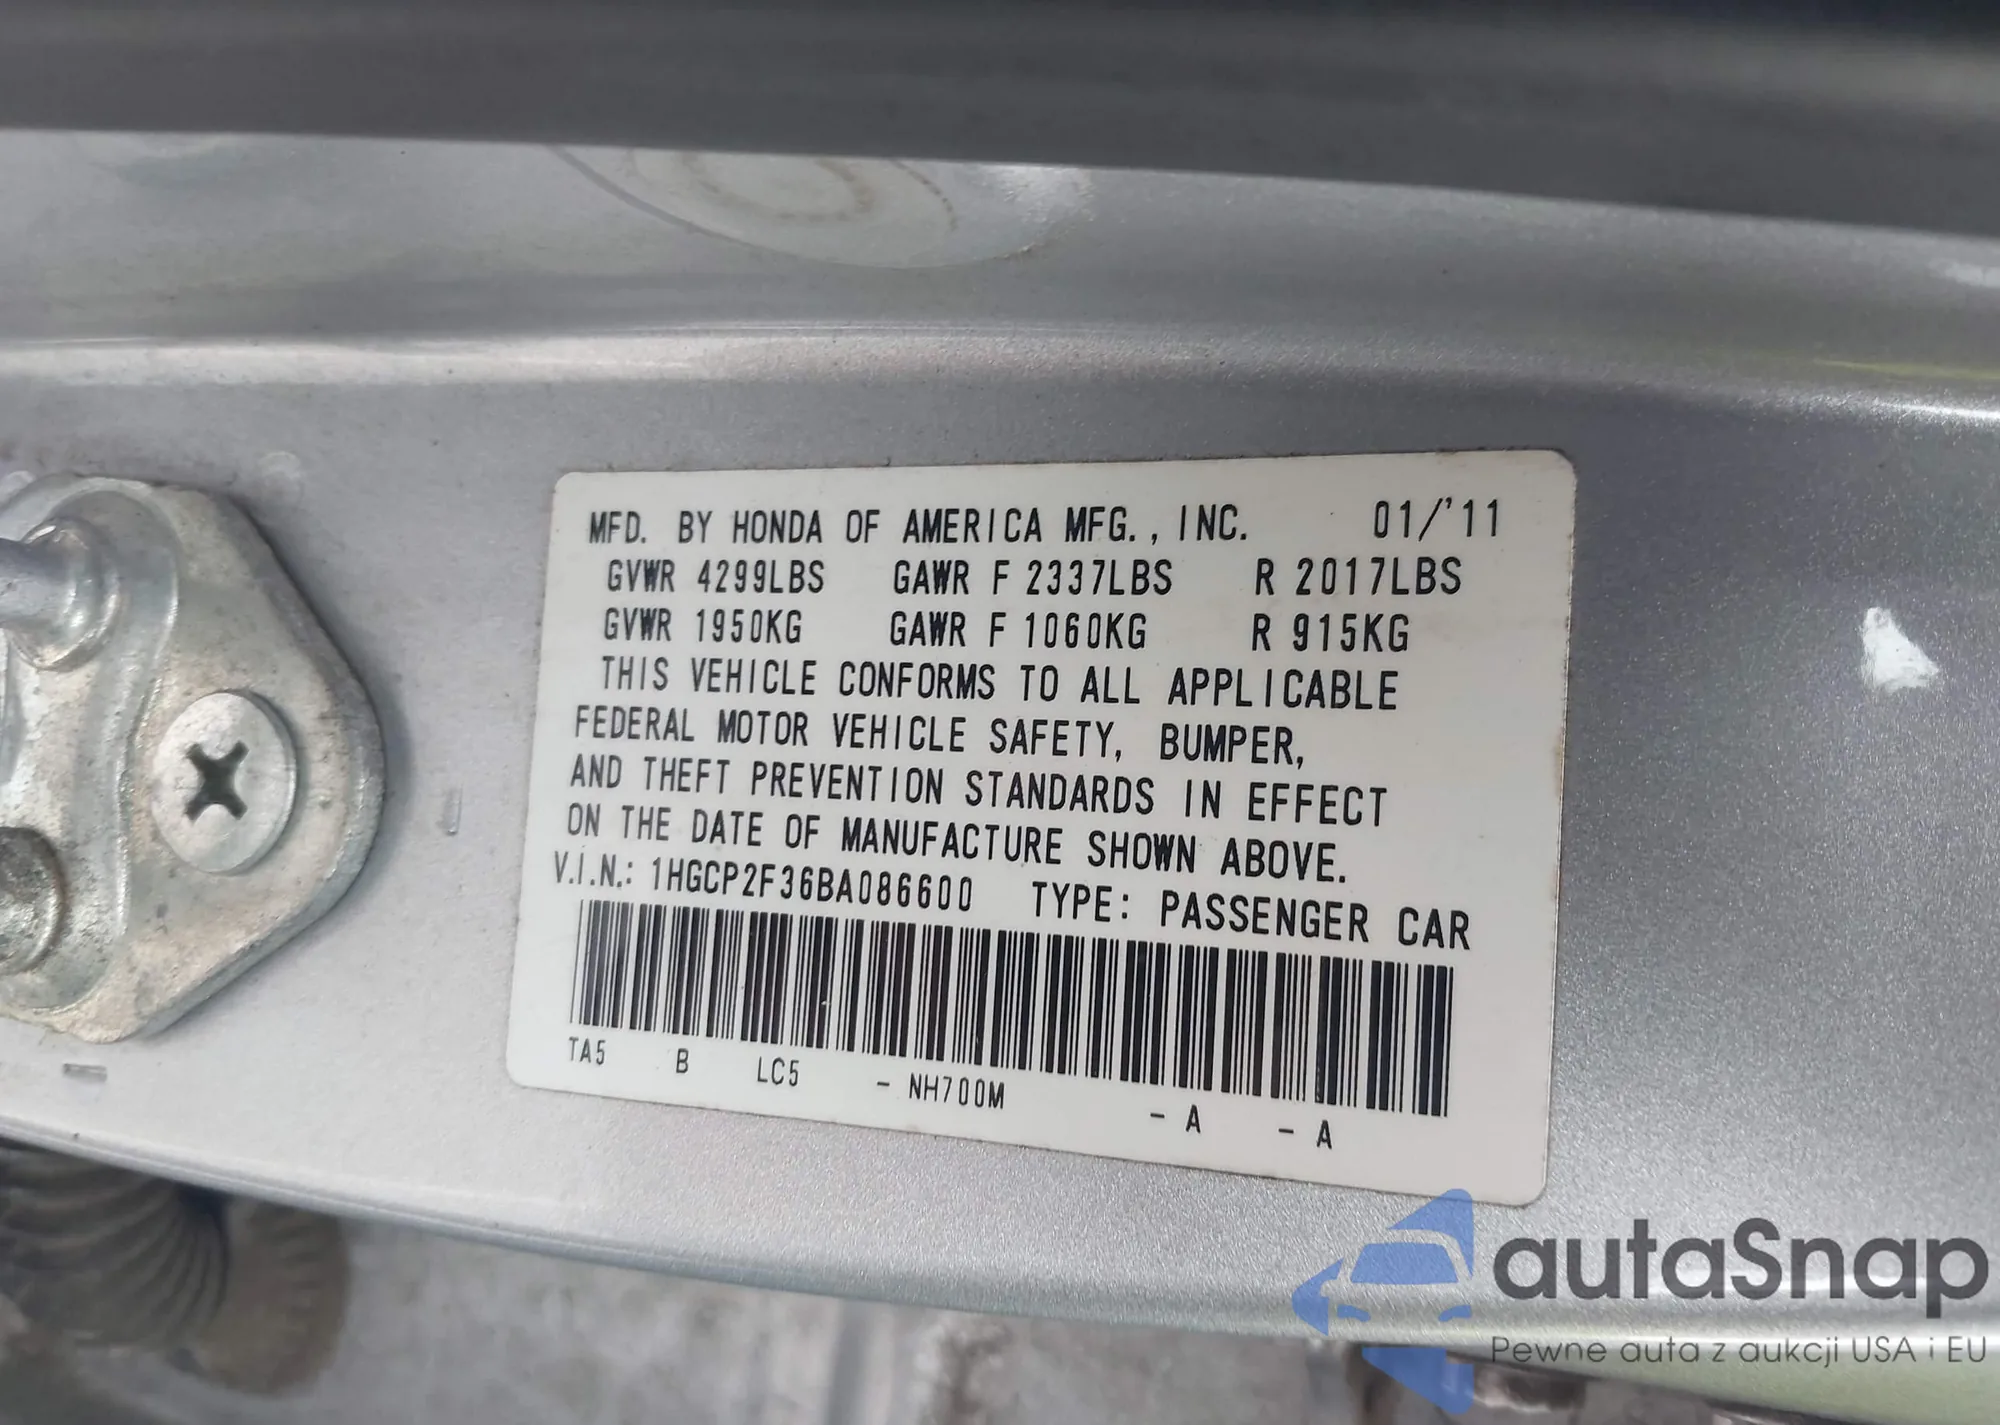 MFD. BY HONDA OF AMERICA MFG., INC. 01/'11
GVWR 4299LBS GAWR F 2337LBS R 2017LBS
GVWR 1950KG GAWR F 1060KG R 915KG
THIS VEHICLE CONFORMS TO ALL APPLICABLE
FEDERAL MOTOR VEHICLE SAFETY, BUMPER,
AND THEFT PREVENTION STANDARDS IN EFFECT
ON THE DATE OF MANUFACTURE SHOWN ABOVE.
V.I.N.: 1HGCP2F36BA086600 TYPE: PASSENGER CAR
TA5 B LC5 - NH700M - A - A
autaSnap
Pewne auta z aukcji USA i EU